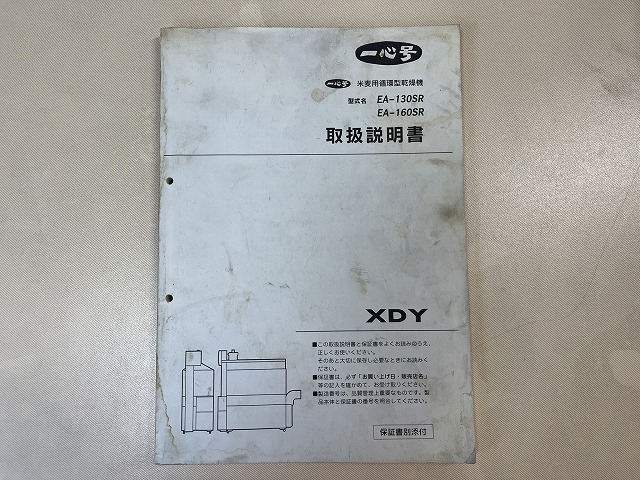 一心号
一心号 米麦用循環型乾燥機
型式名 EA-130SR
EA-160SR
取扱説明書
XDY
■この取扱説明書と保証書をよくお読みのうえ、
正しくお使いください。
そのあと大切に保存し必要なときにお読みく
ださい。
■保証書は、必ず「お買い上げ日・販売店名」
等の記入を確かめて、お受け取りください。
■製造番号は、品質管理上重要なものです。製
品本体と保証書の番号を照合してください。
保証書別添付